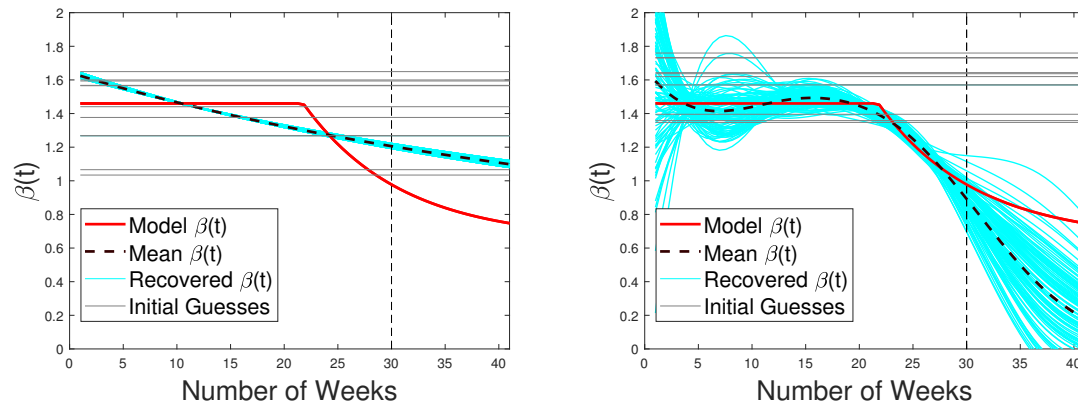 2
1.8
1.6
1.4
1.2
1
0.8
0.6
0.4
0.2
0
β(t)
Model β(t)
Mean β(t)
Recovered β(t)
Initial Guesses
0 5 10 15 20 25 30 35 40
Number of Weeks
2
1.8
1.6
1.4
1.2
1
0.8
0.6
0.4
0.2
0
β(t)
Model β(t)
Mean β(t)
Recovered β(t)
Initial Guesses
0 5 10 15 20 25 30 35 40
Number of Weeks